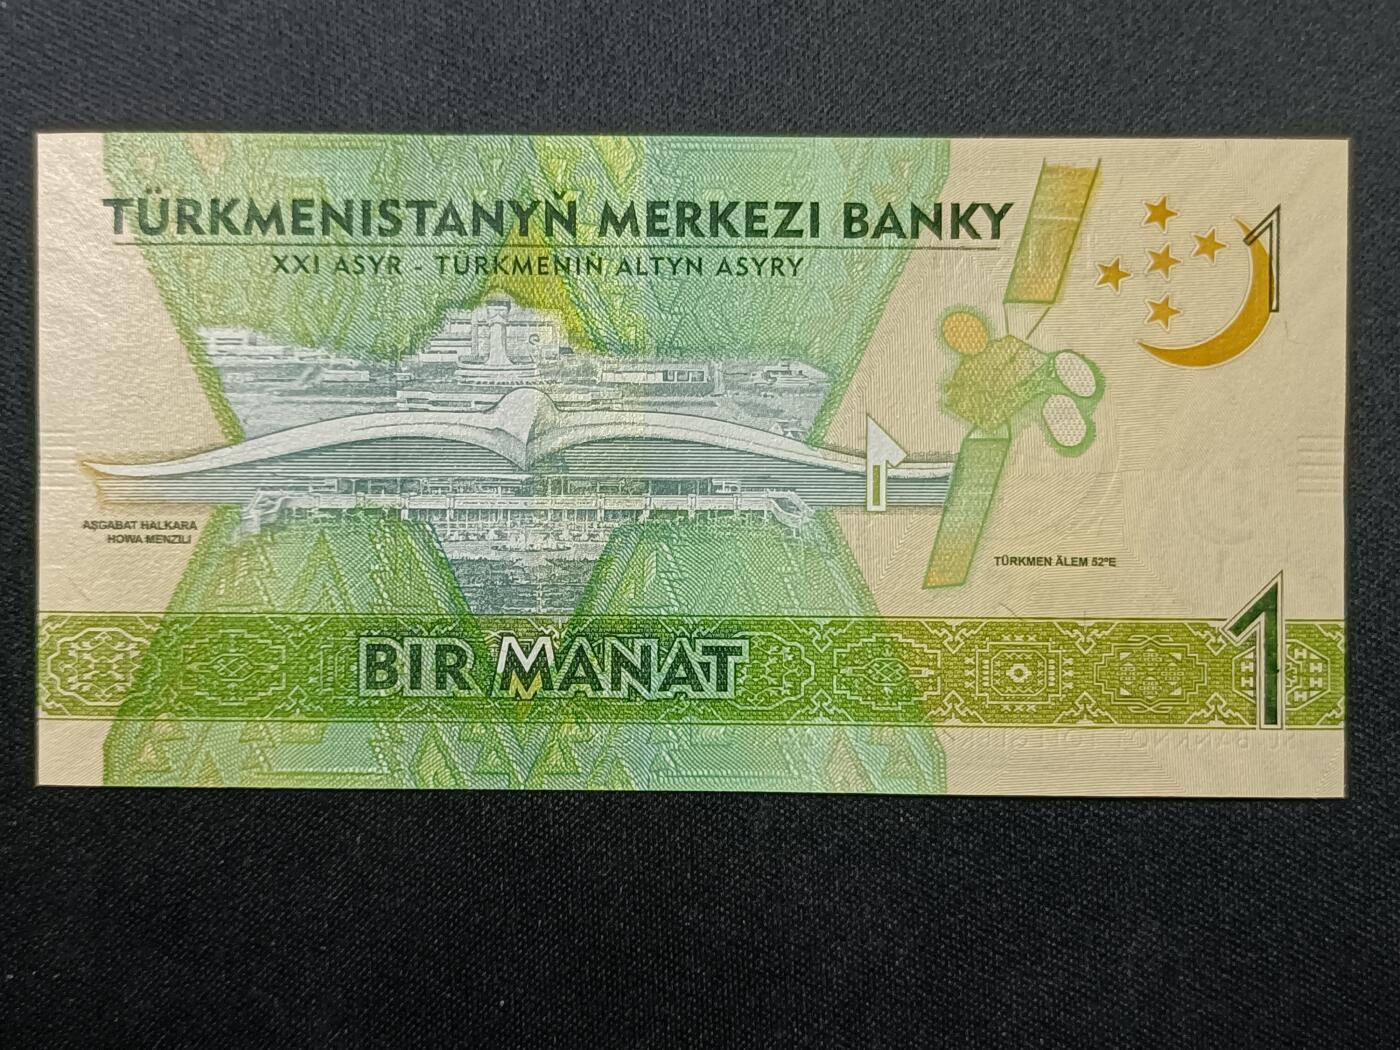 TÜRKMENISTANYŇ MERKEZI BANKY
XXI ASYR - TÜRKMENIŇ ALTYN ASYRY
1
1
AŞGABAT HALKARA
HOWA MENZILI
TÜRKMEN ÄLEM 52°E
BIR MANAT
1